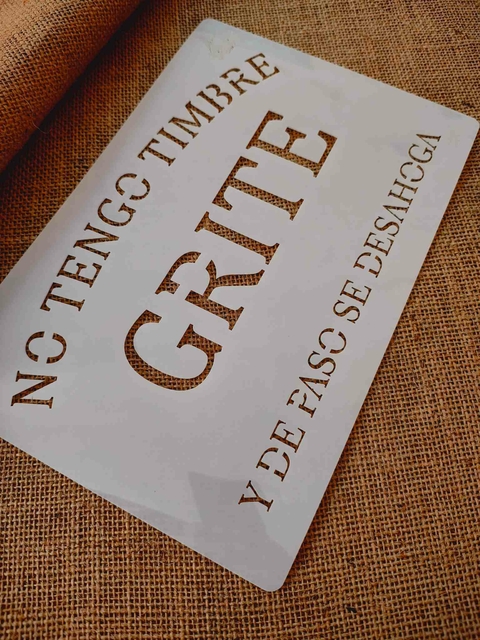 NO TENGO TIMBRE
GRITE
Y DE PASO SE DESAHOGA